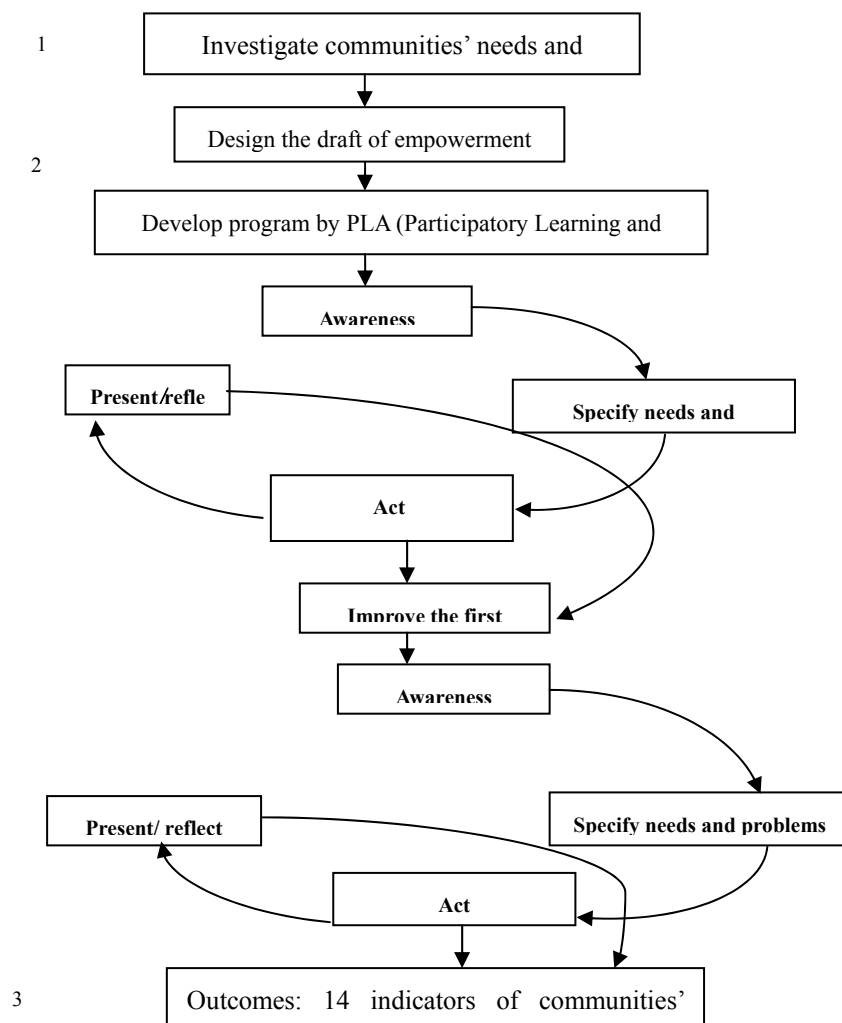 1
Investigate communities’ needs and
Design the draft of empowerment
2
Develop program by PLA (Participatory Learning and
Awareness
Present/refle
Specify needs and
Act
Improve the first
Awareness
Present/ reflect
Specify needs and problems
Act
3
Outcomes: 14 indicators of communities’